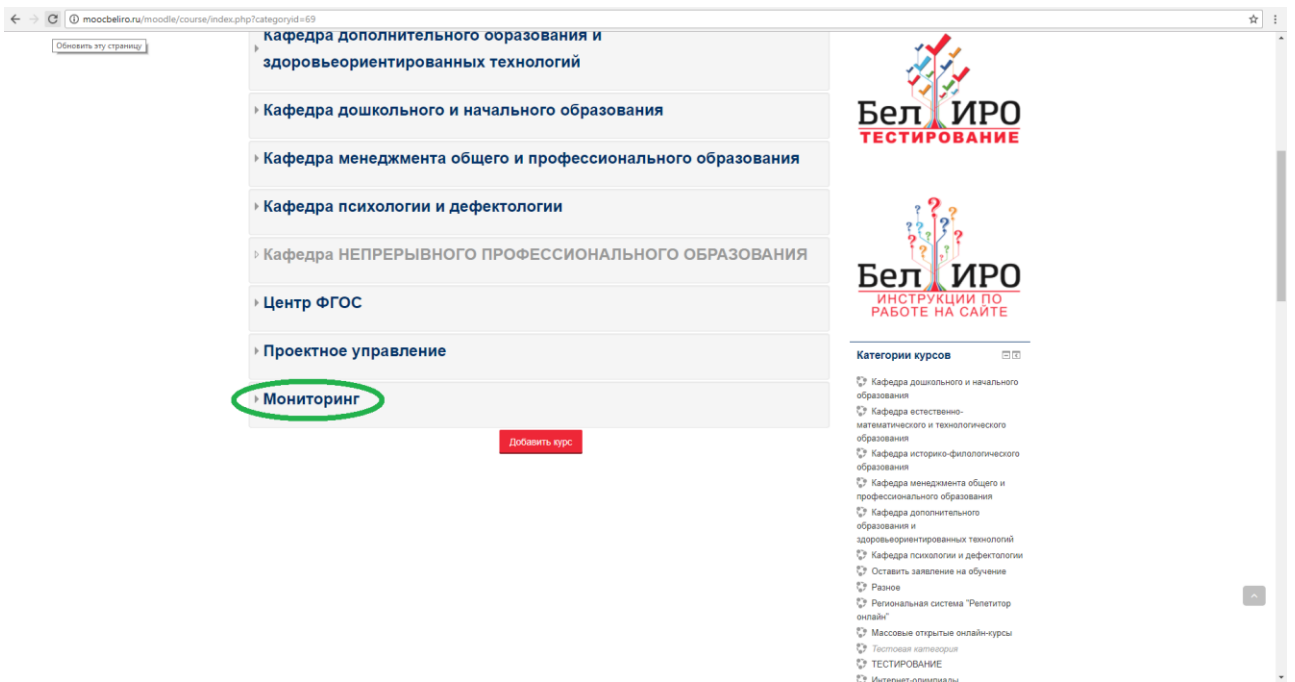 moocbeliro.ru/moodle/course/index.php?categoryid=69
Обновить эту страницу
Кафедра дополнительного образования и
здоровьеориентированных технологий
Кафедра дошкольного и начального образования
Кафедра менеджмента общего и профессионального образования
Кафедра психологии и дефектологии
Кафедра НЕПРЕРЫВНОГО ПРОФЕССИОНАЛЬНОГО ОБРАЗОВАНИЯ
Центр ФГОС
Проектное управление
Мониторинг
Добавить курс
Бел ИРО
ТЕСТИРОВАНИЕ
Бел ИРО
ИНСТРУКЦИИ ПО
РАБОТЕ НА САЙТЕ
Категории курсов
Кафедра дошкольного и начального
образования
Кафедра естественно-
математического и технологического
образования
Кафедра историко-филологического
образования
Кафедра менеджмента общего и
профессионального образования
Кафедра дополнительного
образования и
здоровьеориентированных технологий
Кафедра психологии и дефектологии
Оставить заявление на обучение
Разное
Региональная система "Репетитор
онлайн"
Массовые открытые онлайн-курсы
Тестовая категория
ТЕСТИРОВАНИЕ
Интернет-олимпиады